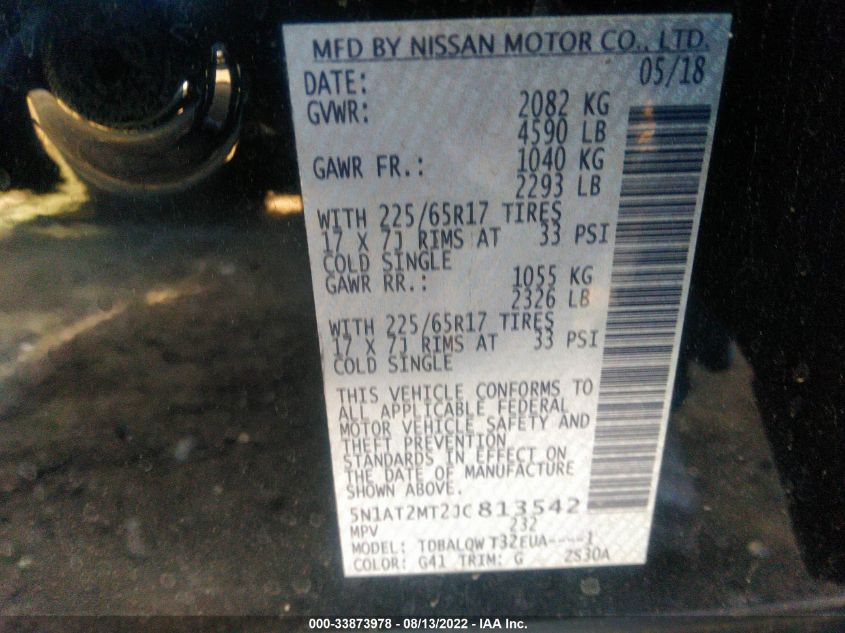 MFD BY NISSAN MOTOR CO., LTD.
DATE: 05/18
GVWR: 2082 KG
4590 LB
GAWR FR.: 1040 KG
2293 LB
WITH 225/65R17 TIRES
17 X 7J RIMS AT 33 PSI
COLD SINGLE
GAWR RR.: 1055 KG
2326 LB
WITH 225/65R17 TIRES
17 X 7J RIMS AT 33 PSI
COLD SINGLE
THIS VEHICLE CONFORMS TO
ALL APPLICABLE FEDERAL
MOTOR VEHICLE SAFETY AND
THEFT PREVENTION
STANDARDS IN EFFECT ON
THE DATE OF MANUFACTURE
SHOWN ABOVE.
5N1AT2MT2JC813542
MPV 232
MODEL: TDBALQW T32EUA----1
COLOR: G41 TRIM: G 2S30A
000-33873978 - 08/13/2022 - IAA Inc.